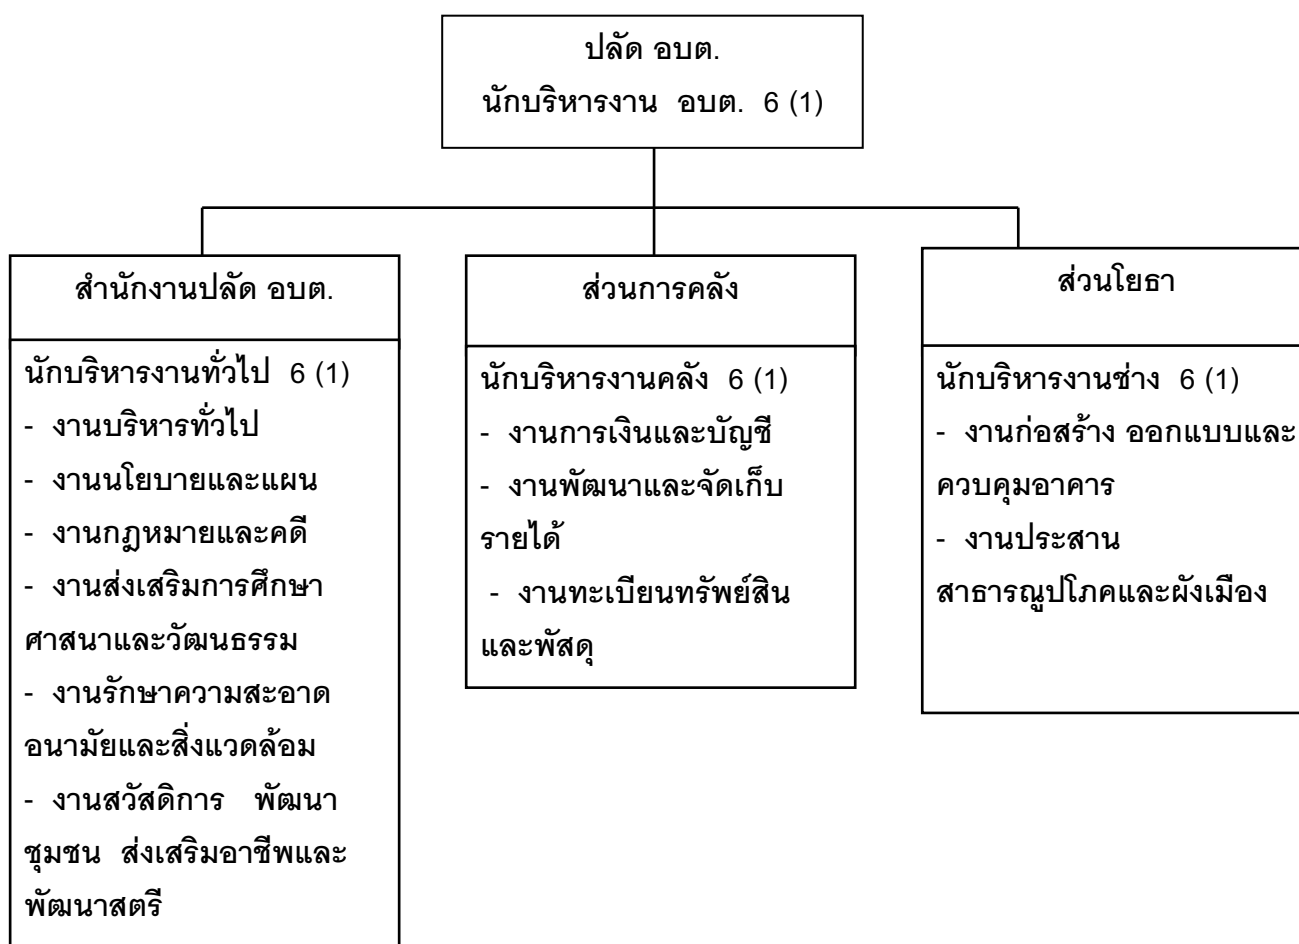 ปลัด อบต.
นักบริหารงาน อบต. 6 (1)
สำนักงานปลัด อบต.
นักบริหารงานทั่วไป 6 (1)
- งานบริหารทั่วไป
- งานนโยบายและแผน
- งานกฎหมายและคดี
- งานส่งเสริมการศึกษา
ศาสนาและวัฒนธรรม
- งานรักษาความสะอาด
อนามัยและสิ่งแวดล้อม
- งานสวัสดิการ พัฒนา
ชุมชน ส่งเสริมอาชีพและ
พัฒนาสตรี
ส่วนการคลัง
นักบริหารงานคลัง 6 (1)
- งานการเงินและบัญชี
- งานพัฒนาและจัดเก็บ
รายได้
- งานทะเบียนทรัพย์สิน
และพัสดุ
ส่วนโยธา
นักบริหารงานช่าง 6 (1)
- งานก่อสร้าง ออกแบบและ
ควบคุมอาคาร
- งานประสาน
สาธารณูปโภคและผังเมือง